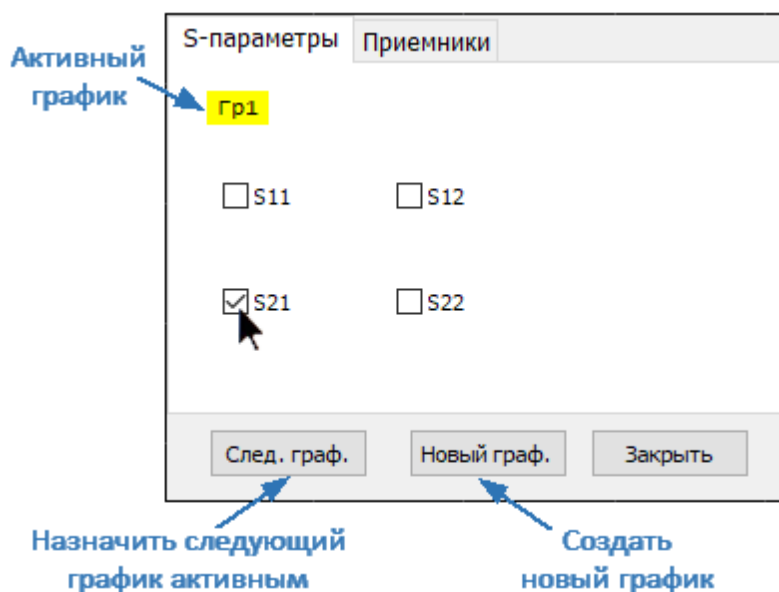 S-параметры Приемники
Активный
график
Гр1
S11 S12
S21 S22
След. граф. Новый граф. Закрыть
Назначить следующий
график активным
Создать
новый график